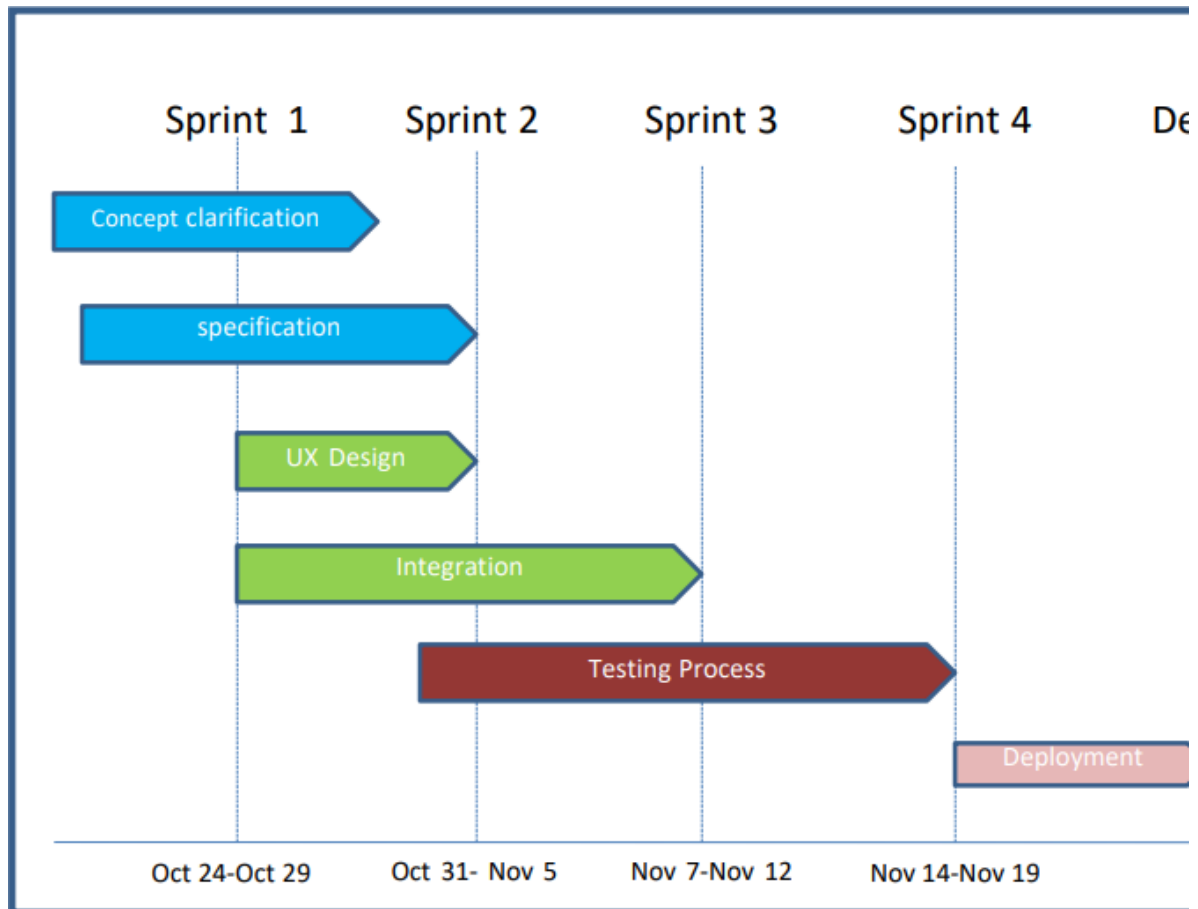 Sprint 1
Sprint 2
Sprint 3
Sprint 4
De
Concept clarification
specification
UX Design
Integration
Testing Process
Deployment
Oct 24-Oct 29
Oct 31- Nov 5
Nov 7-Nov 12
Nov 14-Nov 19